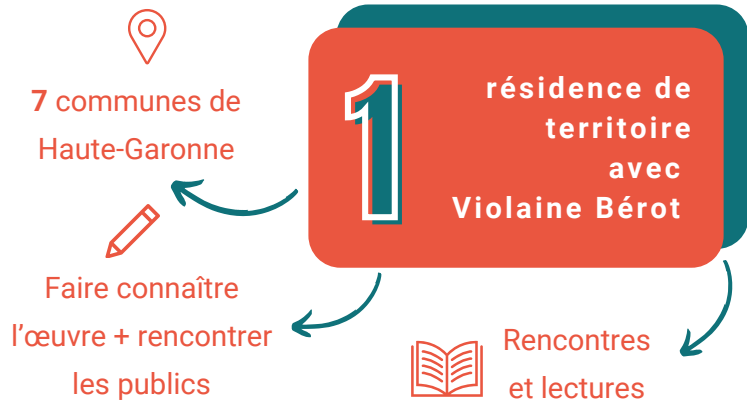 1
résidence de
territoire
avec
Violaine Bérot
7 communes de
Haute-Garonne
Faire connaître
l'œuvre + rencontrer
les publics
Rencontres
et lectures